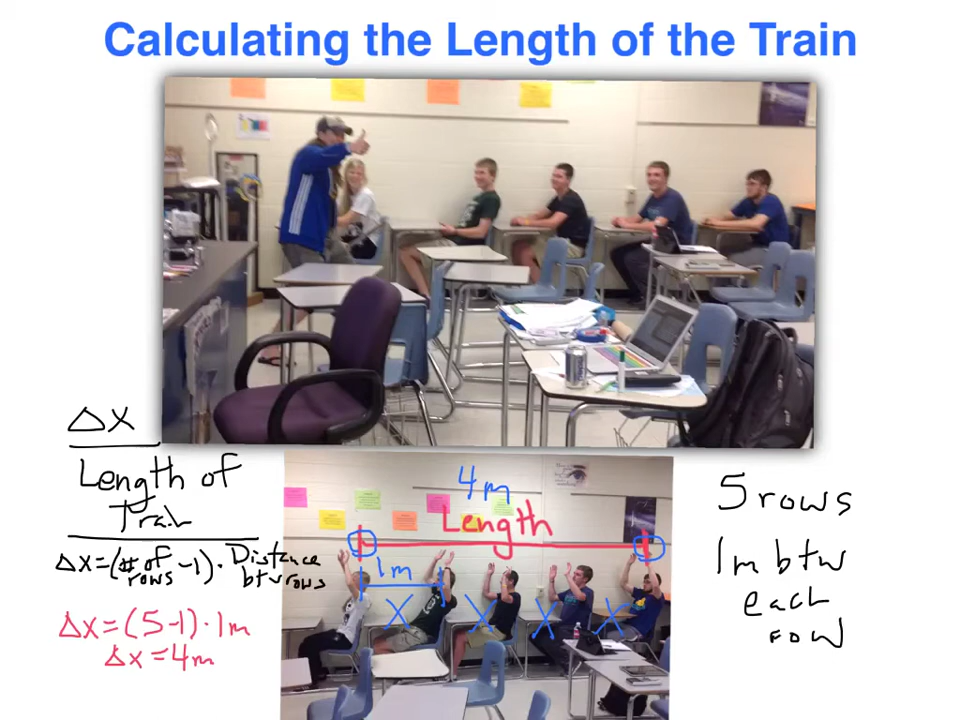 Calculating the Length of the Train
ΔX
Length of
Train
ΔX=(# of rows -1)· Distance btw rows
ΔX=(5-1)·1m
ΔX=4m
4m
Length
1m
X X X X
5 rows
1m btw
each
row